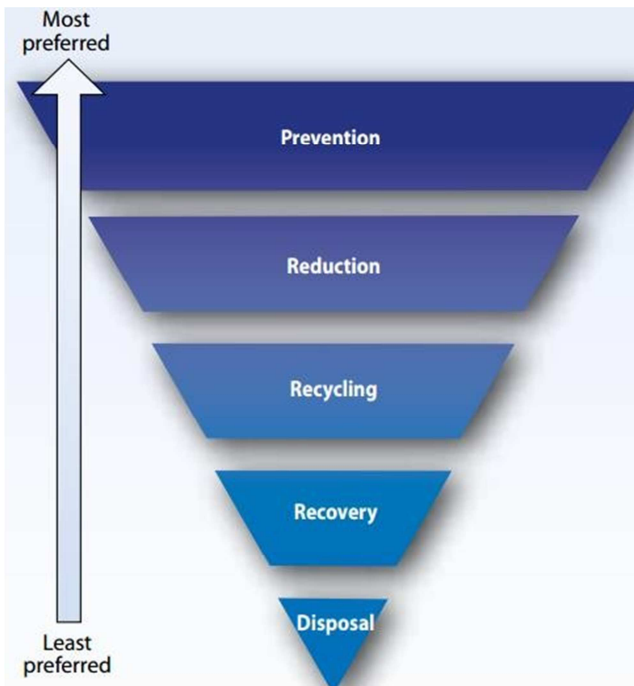 Most
preferred
Prevention
Reduction
Recycling
Recovery
Disposal
Least
preferred